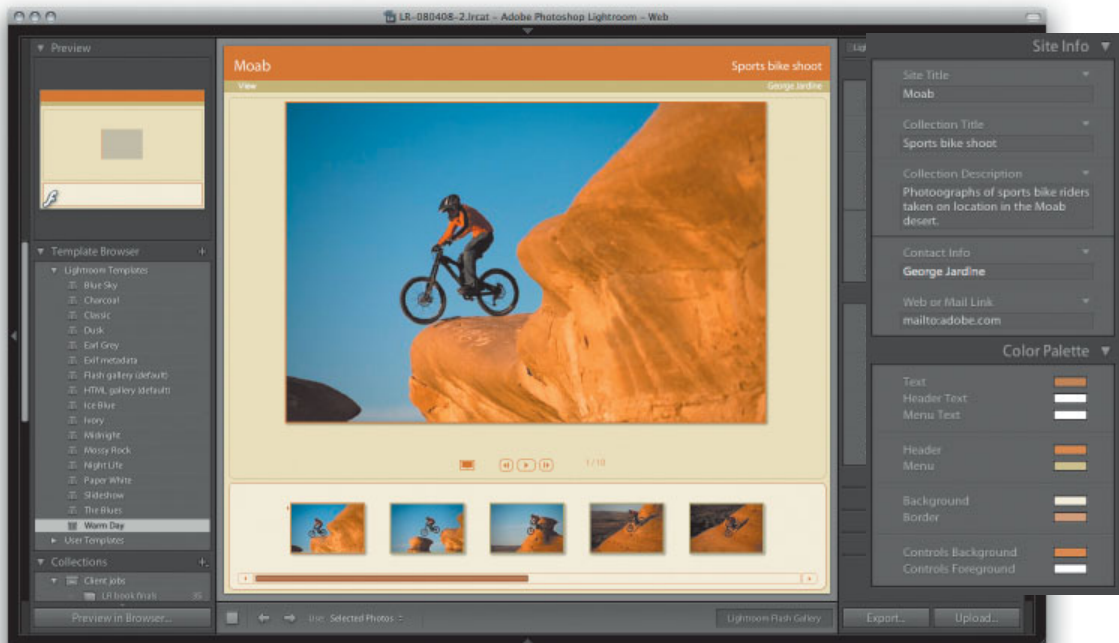 LR-080408-2.lrcat – Adobe Photoshop Lightroom – Web
Preview
Template Browser
Lightroom Templates
Blue Sky
Charcoal
Classic
Dusk
Earl Grey
Exif metadata
Flash gallery (default)
HTML gallery (default)
Ice Blue
Ivory
Midnight
Mossy Rock
Night Life
Paper White
Slideshow
The Blues
Warm Day
User Templates
Collections
Client jobs
LR book finals 35
Preview in Browser...
Moab Sports bike shoot
View George Jardine
1/10
Use: Selected Photos
Lightroom Flash Gallery
Site Info
Site Title
Moab
Collection Title
Sports bike shoot
Collection Description
Photoographs of sports bike riders
taken on location in the Moab
desert.
Contact Info
George Jardine
Web or Mail Link
mailto:adobe.com
Color Palette
Text
Header Text
Menu Text
Header
Menu
Background
Border
Controls Background
Controls Foreground
Export... Upload...